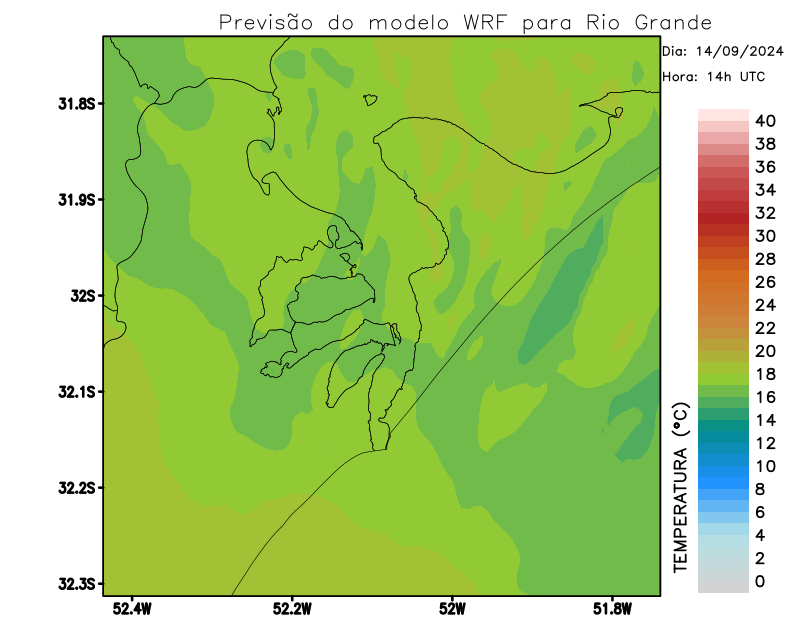 Previsão do modelo WRF para Rio Grande
Dia: 14/09/2024
Hora: 14h UTC
31.8S
31.9S
32S
32.1S
32.2S
32.3S
52.4W
52.2W
52W
51.8W
40
38
36
34
32
30
28
26
24
22
20
18
16
14
12
10
8
6
4
2
0
TEMPERATURA (°C)